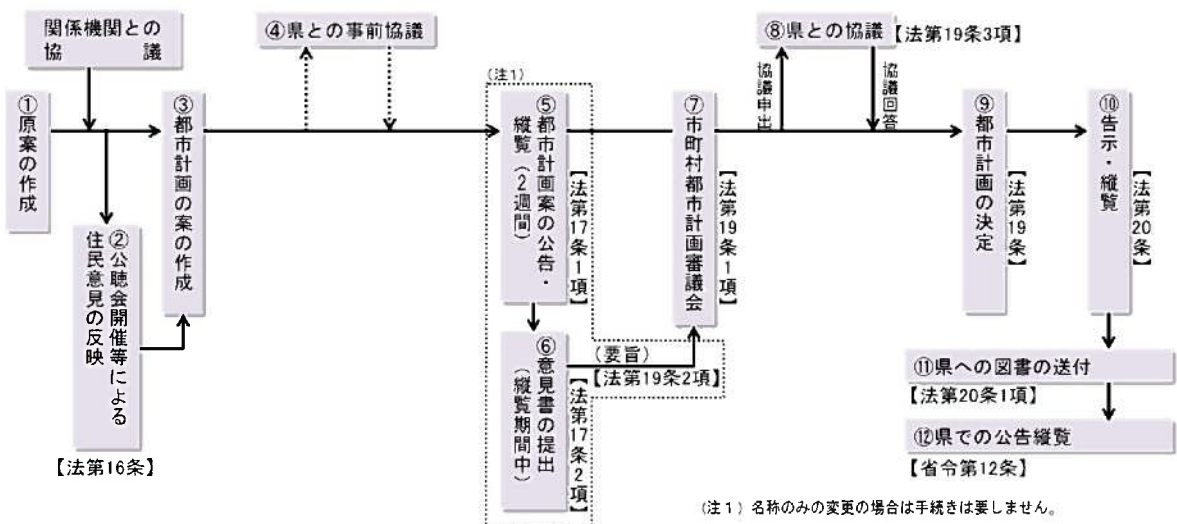 関係機関との
協議
①原案の作成
②公聴会開催等による
住民意見の反映
【法第16条】
③都市計画の案の作成
④県との事前協議
(注1)
⑤都市計画案の公告・
縦覧(2週間)
【法第17条1項】
⑥意見書の提出
(縦覧期間中)
【法第17条2項】
(要旨)
【法第19条2項】
⑦市町村都市計画審議会
【法第19条1項】
⑧県との協議
【法第19条3項】
協議申出
協議回答
⑨都市計画の決定
【法第19条】
⑩告示・縦覧
【法第20条】
⑪県への図書の送付
【法第20条1項】
⑫県での公告縦覧
【省令第12条】
(注1)名称のみの変更の場合は手続きは要しません。